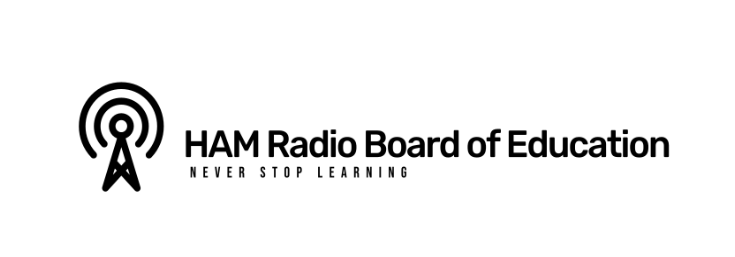 HAM Radio Board of Education
NEVER STOP LEARNING